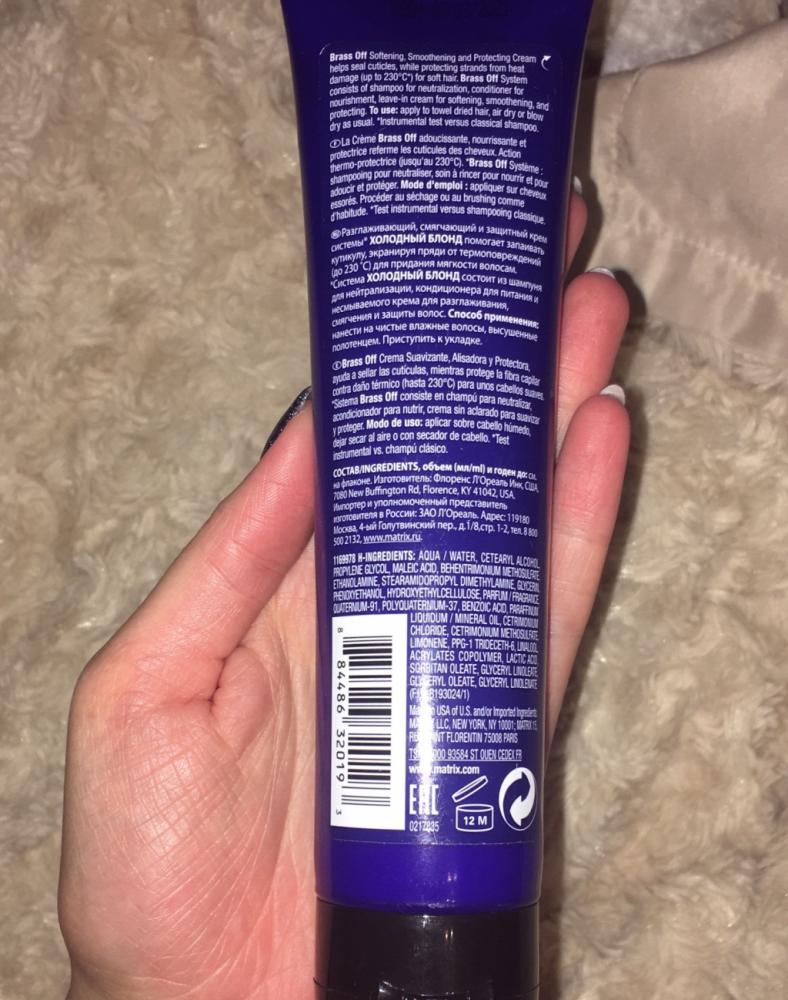 Brass Off Softening, Smoothening and Protecting Cream
helps seal cuticles, while protecting strands from heat
damage (up to 230°C*) for soft hair. Brass Off System
consists of shampoo for neutralization, conditioner for
nourishment, leave-in cream for softening, smoothening, and
protecting. To use: apply to towel dried hair, air dry or blow
dry as usual. *Instrumental test versus classical shampoo.
F La Crème Brass Off adoucissante, nourrissante et
protectrice referme les cuticules des cheveux. Action
thermo-protectrice (jusqu'au 230°C). *Brass Off Système :
shampooing pour neutraliser, soin à rincer pour nourrir et pour
adoucir et protéger. Mode d'emploi : appliquer sur cheveux
essorés. Procéder au séchage ou au brushing comme
d'habitude. *Test instrumental versus shampooing classique.
Разглаживающий, смягчающий и защитный крем
системы* ХОЛОДНЫЙ БЛОНД помогает запаивать
кутикулу, экранируя пряди от термоповреждений
(до 230 °C) для придания мягкости волосам.
*Система ХОЛОДНЫЙ БЛОНД состоит из шампуня
для нейтрализации, кондиционера для питания и
несмываемого крема для разглаживания,
смягчения и защиты волос. Способ применения:
нанести на чистые влажные волосы, высушенные
полотенцем. Приступить к укладке.
Brass Off Crema Suavizante, Alisadora y Protectora,
ayuda a sellar las cutículas, mientras protege la fibra capilar
contra daño térmico (hasta 230°C) para unos cabellos suaves.
*Sistema Brass Off consiste en champú para neutralizar,
acondicionador para nutrir, crema sin aclarado para suavizar
y proteger. Modo de uso: aplicar sobre cabello húmedo,
dejar secar al aire o con secador de cabello. *Test
instrumental vs. champú clásico.
СОСТАВ/INGREDIENTS, объем (мл/ml) и годен до: см.
на флаконе. Изготовитель: Флоренс Л'Ореаль Инк, США,
7080 New Buffington Rd, Florence, KY 41042, USA.
Импортер и уполномоченный представитель
изготовителя в России: ЗАО Л'Ореаль. Адрес: 119180
Москва, 4-ый Голутвинский пер., д.1/8,стр. 1-2, тел. 8 800
500 2132, www.matrix.ru.
1169978 H-INGREDIENTS: AQUA / WATER, CETEARYL ALCOHOL,
PROPYLENE GLYCOL, MALEIC ACID, BEHENTRIMONIUM METHOSULFATE,
ETHANOLAMINE, STEARAMIDOPROPYL DIMETHYLAMINE, GLYCERIN,
PHENOXYETHANOL, HYDROXYETHYLCELLULOSE, PARFUM / FRAGRANCE,
QUATERNIUM-91, POLYQUATERNIUM-37, BENZOIC ACID, PARAFFINUM
LIQUIDUM / MINERAL OIL, CETRIMONIUM
CHLORIDE, CETRIMONIUM METHOSULFATE,
LIMONENE, PPG-1 TRIDECETH-6, LINALOOL,
ACRYLATES COPOLYMER, LACTIC ACID,
SORBITAN OLEATE, GLYCERYL LINOLEATE,
GLYCERYL OLEATE, GLYCERYL LINOLENATE
8193024/1)
Made in USA of U.S. and/or Imported Ingredients
MATRIX LLC, NEW YORK, NY 10001; MATRIX 15,
FLORENTIN 75008 PARIS
93584 ST OUEN CEDEX FR
www.matrix.com
8 84486 32019 3
EAC
12 M